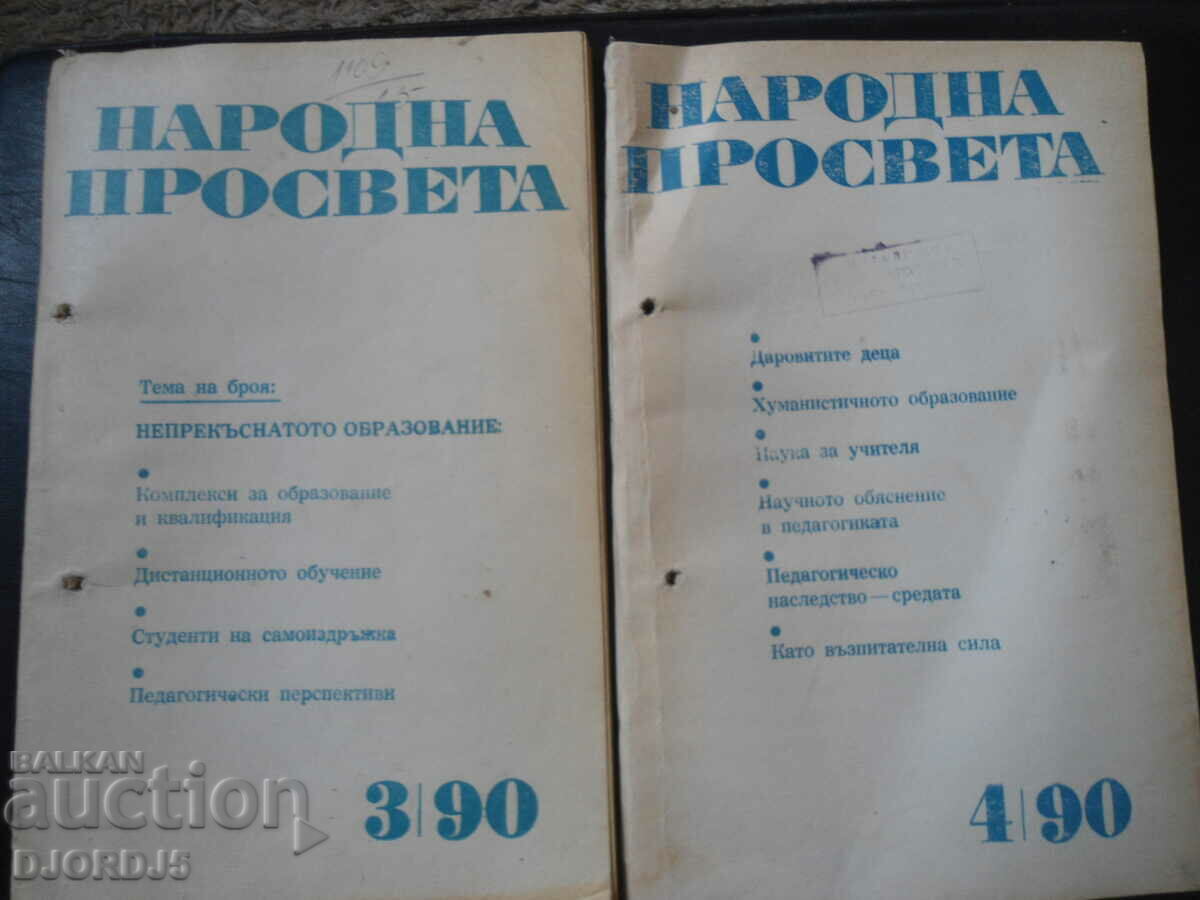 1109
НАРОДНА
ПРОСВЕТА
Тема на броя:
НЕПРЕКЪСНАТОТО ОБРАЗОВАНИЕ:
• Комплекси за образование
и квалификация
• Дистанционното обучение
• Студенти на самоиздръжка
• Педагогически перспективи
3|90
НАРОДНА
ПРОСВЕТА
• Даровитите деца
• Хуманистичното образование
• Наука за учителя
• Научното обяснение
в педагогиката
• Педагогическо
наследство — средата
• Като възпитателна сила
4|90
BALKAN
auction
DJORDJ5